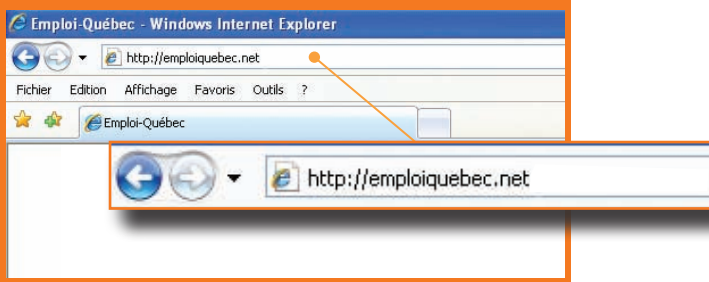 Emploi-Québec - Windows Internet Explorer
http://emploiquebec.net
Fichier Edition Affichage Favoris Outils ?
Emploi-Québec
http://emploiquebec.net